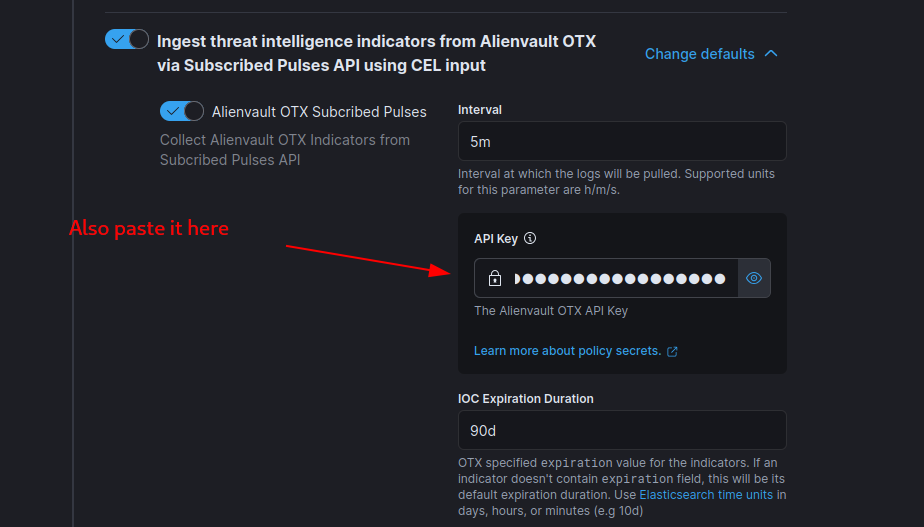 Ingest threat intelligence indicators from Alienvault OTX
via Subscribed Pulses API using CEL input
Change defaults
Alienvault OTX Subcribed Pulses
Collect Alienvault OTX Indicators from
Subcribed Pulses API
Interval
5m
Interval at which the logs will be pulled. Supported units
for this parameter are h/m/s.
Also paste it here
API Key
The Alienvault OTX API Key
Learn more about policy secrets.
IOC Expiration Duration
90d
OTX specified expiration value for the indicators. If an
indicator doesn't contain expiration field, this will be its
default expiration duration. Use Elasticsearch time units in
days, hours, or minutes (e.g 10d)